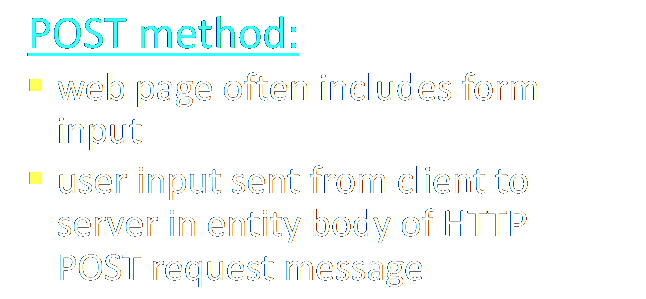 POST method:
▪ web page often includes form
input
▪ user input sent from client to
server in entity body of HTTP
POST request message